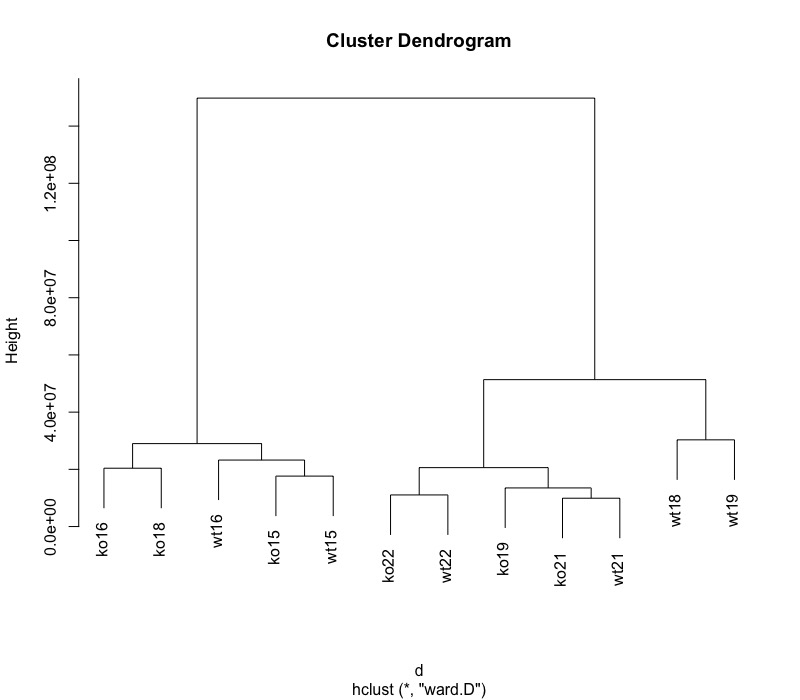 Cluster Dendrogram
Height
1.2e+08
8.0e+07
4.0e+07
0.0e+00
ko16
ko18
wt16
ko15
wt15
ko22
wt22
ko19
ko21
wt21
wt18
wt19
d
hclust (*, "ward.D")